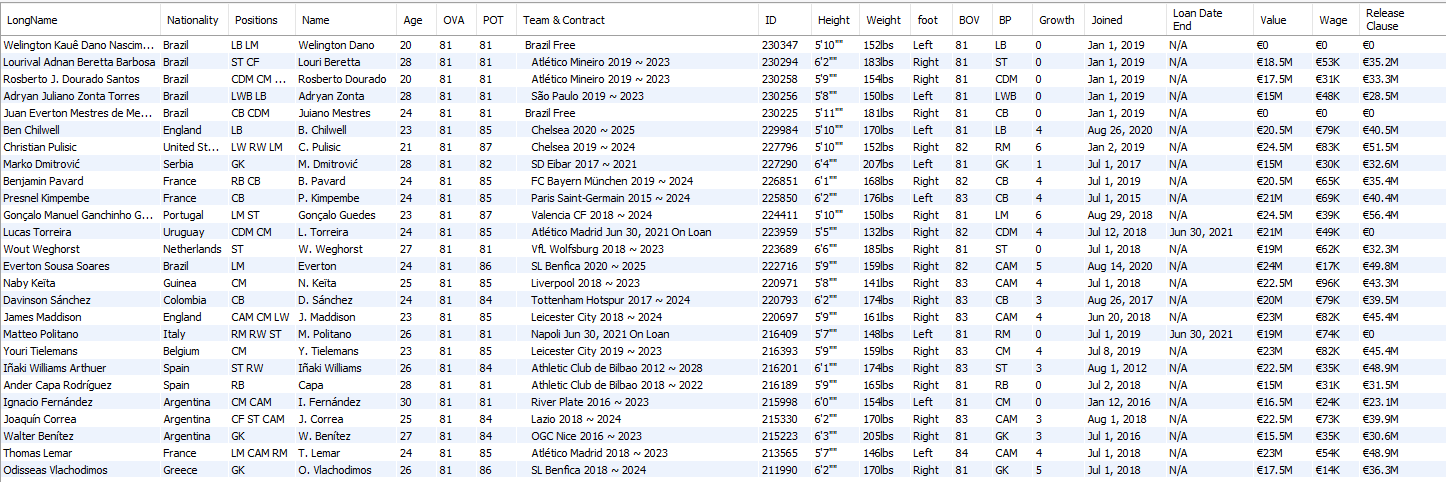 LongName Nationality Positions Name Age OVA POT Team & Contract ID Height Weight foot BOV BP Growth Joined Loan Date End Value Wage Release Clause
Welington Kauê Dano Nascim... Brazil LB LM Welington Dano 20 81 81 Brazil Free 230347 5'10"" 152lbs Left 81 LB 0 Jan 1, 2019 N/A €0 €0 €0
Lourival Adnan Beretta Barbosa Brazil ST CF Louri Beretta 28 81 81 Atlético Mineiro 2019 ~ 2023 230294 6'2"" 183lbs Right 81 ST 0 Jan 1, 2019 N/A €18.5M €53K €35.2M
Rosberto J. Dourado Santos Brazil CDM CM ... Rosberto Dourado 20 81 81 Atlético Mineiro 2019 ~ 2023 230258 5'9"" 154lbs Right 81 CDM 0 Jan 1, 2019 N/A €17.5M €31K €33.3M
Adryan Juliano Zonta Torres Brazil LWB LB Adryan Zonta 28 81 81 São Paulo 2019 ~ 2023 230256 5'8"" 150lbs Left 81 LWB 0 Jan 1, 2019 N/A €15M €48K €28.5M
Juan Everton Mestres de Me... Brazil CB CDM Juiano Mestres 24 81 81 Brazil Free 230225 5'11"" 181lbs Right 81 CB 0 Jan 1, 2019 N/A €0 €0 €0
Ben Chilwell England LB B. Chilwell 23 81 85 Chelsea 2020 ~ 2025 229984 5'10"" 170lbs Left 81 LB 4 Aug 26, 2020 N/A €20.5M €79K €40.5M
Christian Pulisic United St... LW RW LM C. Pulisic 21 81 87 Chelsea 2019 ~ 2024 227796 5'10"" 152lbs Right 82 RM 6 Jan 2, 2019 N/A €24.5M €83K €51.5M
Marko Dmitrović Serbia GK M. Dmitrović 28 81 82 SD Eibar 2017 ~ 2021 227290 6'4"" 207lbs Left 81 GK 1 Jul 1, 2017 N/A €15M €30K €32.6M
Benjamin Pavard France RB CB B. Pavard 24 81 85 FC Bayern München 2019 ~ 2024 226851 6'1"" 168lbs Right 82 CB 4 Jul 1, 2019 N/A €20.5M €65K €35.4M
Presnel Kimpembe France CB P. Kimpembe 24 81 85 Paris Saint-Germain 2015 ~ 2024 225850 6'2"" 176lbs Left 83 CB 4 Jul 1, 2015 N/A €21M €69K €40.4M
Gonçalo Manuel Ganchinho G... Portugal LM ST Gonçalo Guedes 23 81 87 Valencia CF 2018 ~ 2024 224411 5'10"" 150lbs Right 81 LM 6 Aug 29, 2018 N/A €24.5M €39K €56.4M
Lucas Torreira Uruguay CDM CM L. Torreira 24 81 85 Atlético Madrid Jun 30, 2021 On Loan 223959 5'5"" 132lbs Right 82 CDM 4 Jul 12, 2018 Jun 30, 2021 €21M €49K €0
Wout Weghorst Netherlands ST W. Weghorst 27 81 81 VfL Wolfsburg 2018 ~ 2023 223689 6'6"" 185lbs Right 81 ST 0 Jul 1, 2018 N/A €19M €62K €32.3M
Everton Sousa Soares Brazil LM Everton 24 81 86 SL Benfica 2020 ~ 2025 222716 5'9"" 159lbs Right 82 CAM 5 Aug 14, 2020 N/A €24M €17K €49.8M
Naby Keïta Guinea CM N. Keïta 25 81 85 Liverpool 2018 ~ 2023 220971 5'8"" 141lbs Right 83 CAM 4 Jul 1, 2018 N/A €22.5M €96K €43.3M
Davinson Sánchez Colombia CB D. Sánchez 24 81 84 Tottenham Hotspur 2017 ~ 2024 220793 6'2"" 174lbs Right 83 CB 3 Aug 26, 2017 N/A €20M €79K €39.5M
James Maddison England CAM CM LW J. Maddison 23 81 85 Leicester City 2018 ~ 2024 220697 5'9"" 161lbs Right 83 CAM 4 Jun 20, 2018 N/A €23M €82K €45.4M
Matteo Politano Italy RM RW ST M. Politano 26 81 81 Napoli Jun 30, 2021 On Loan 216409 5'7"" 148lbs Left 81 RM 0 Jul 1, 2019 Jun 30, 2021 €19M €74K €0
Youri Tielemans Belgium CM Y. Tielemans 23 81 85 Leicester City 2019 ~ 2023 216393 5'9"" 159lbs Right 83 CM 4 Jul 8, 2019 N/A €23M €82K €45.4M
Iñaki Williams Arthuer Spain ST RW Iñaki Williams 26 81 84 Athletic Club de Bilbao 2012 ~ 2028 216201 6'1"" 174lbs Right 83 ST 3 Aug 1, 2012 N/A €22.5M €35K €48.9M
Ander Capa Rodríguez Spain RB Capa 28 81 81 Athletic Club de Bilbao 2018 ~ 2022 216189 5'9"" 165lbs Right 81 RB 0 Jul 2, 2018 N/A €15M €31K €31.5M
Ignacio Fernández Argentina CM CAM I. Fernández 30 81 81 River Plate 2016 ~ 2023 215998 6'0"" 154lbs Left 81 CM 0 Jan 12, 2016 N/A €16.5M €24K €23.1M
Joaquín Correa Argentina CF ST CAM J. Correa 25 81 84 Lazio 2018 ~ 2024 215330 6'2"" 170lbs Right 83 CAM 3 Aug 1, 2018 N/A €22.5M €73K €39.9M
Walter Benítez Argentina GK W. Benítez 27 81 84 OGC Nice 2016 ~ 2023 215223 6'3"" 205lbs Right 81 GK 3 Jul 1, 2016 N/A €15.5M €35K €30.6M
Thomas Lemar France LM CAM RM T. Lemar 24 81 85 Atlético Madrid 2018 ~ 2023 213565 5'7"" 146lbs Left 84 CAM 4 Jul 1, 2018 N/A €23M €54K €48.9M
Odisseas Vlachodimos Greece GK O. Vlachodimos 26 81 86 SL Benfica 2018 ~ 2024 211990 6'2"" 170lbs Right 81 GK 5 Jul 1, 2018 N/A €17.5M €14K €36.3M